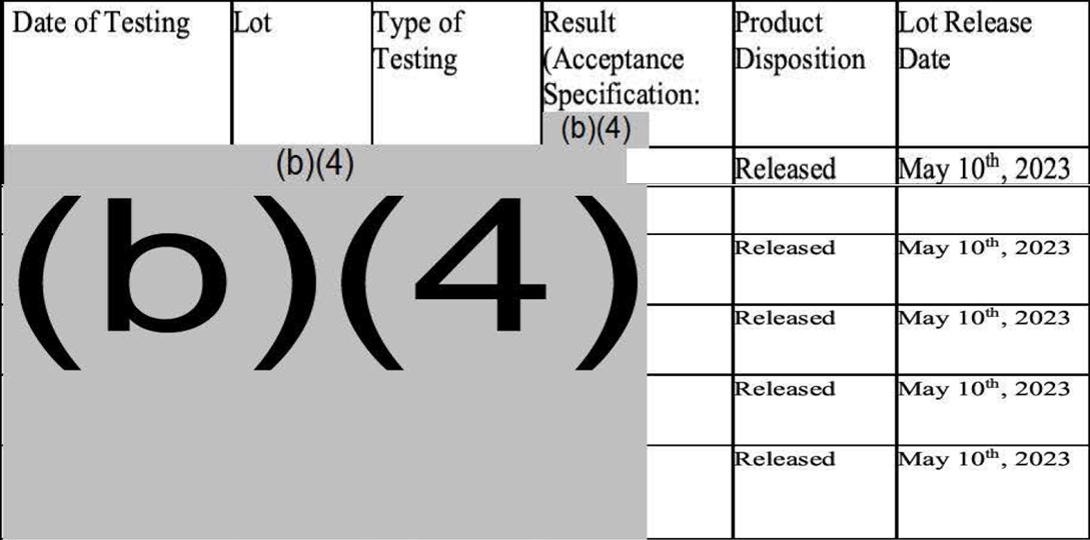 Date of Testing Lot Type of Result Product Lot Release
Testing (Acceptance Disposition Date
Specification:
(b)(4)
(b)(4) Released May 10th, 2023
(b)(4)
Released May 10th, 2023
Released May 10th, 2023
Released May 10th, 2023
Released May 10th, 2023